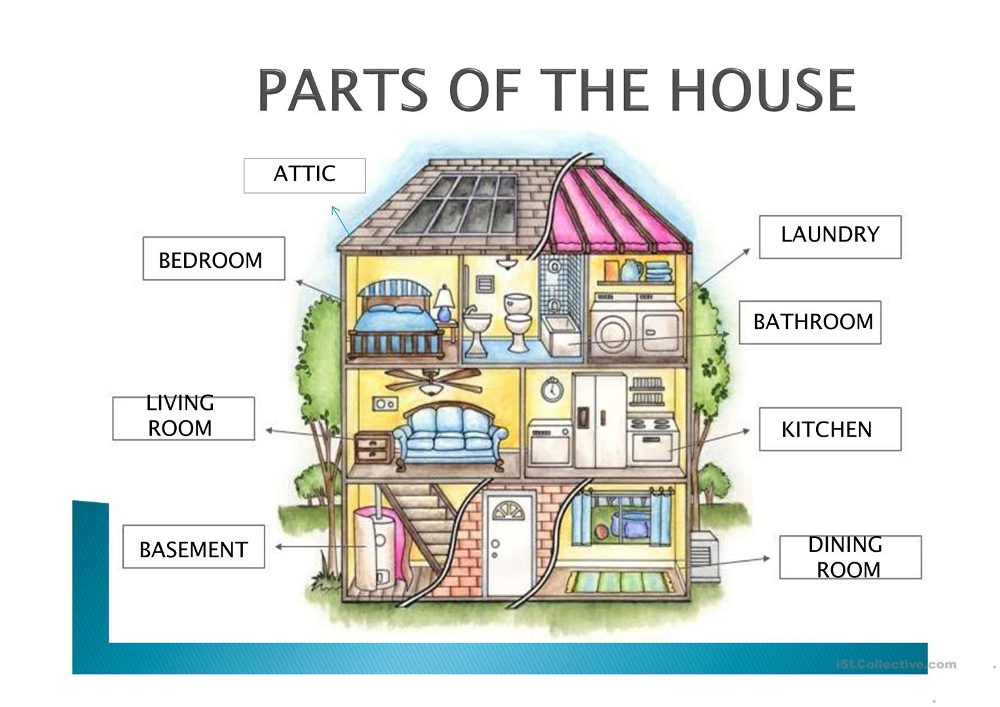 PARTS OF THE HOUSE
ATTIC
LAUNDRY
BEDROOM
BATHROOM
LIVING
ROOM
KITCHEN
BASEMENT
DINING
ROOM
iSLCollective.com